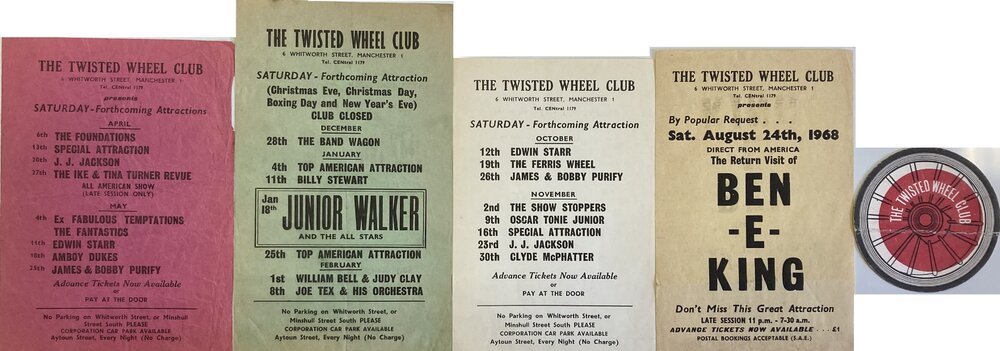 THE TWISTED WHEEL CLUB
6 WHITWORTH STREET, MANCHESTER 1
Tel. CENtral 1179
presents
SATURDAY - Forthcoming Attractions
APRIL
6th THE FOUNDATIONS
13th SPECIAL ATTRACTION
20th J. J. JACKSON
27th THE IKE & TINA TURNER REVUE
ALL AMERICAN SHOW
(LATE SESSION ONLY)
MAY
4th Ex FABULOUS TEMPTATIONS
THE FANTASTICS
11th EDWIN STARR
18th AMBOY DUKES
25th JAMES & BOBBY PURIFY
Advance Tickets Now Available
or
PAY AT THE DOOR
No Parking on Whitworth Street, or
Minshull Street South PLEASE
CORPORATION CAR PARK AVAILABLE
Aytoun Street, Every Night (No Charge)
THE TWISTED WHEEL CLUB
6 WHITWORTH STREET, MANCHESTER 1
Tel. CENtral 1179
SATURDAY - Forthcoming Attraction
(Christmas Eve, Christmas Day,
Boxing Day and New Year's Eve)
CLUB CLOSED
DECEMBER
28th THE BAND WAGON
JANUARY
4th TOP AMERICAN ATTRACTION
11th BILLY STEWART
Jan 18th JUNIOR WALKER
AND THE ALL STARS
25th TOP AMERICAN ATTRACTION
FEBRUARY
1st WILLIAM BELL & JUDY CLAY
8th JOE TEX & HIS ORCHESTRA
Advance Tickets Now Available
or
PAY AT THE DOOR
No Parking on Whitworth Street, or
Minshull Street South PLEASE
CORPORATION CAR PARK AVAILABLE
Aytoun Street, Every Night (No Charge)
THE TWISTED WHEEL CLUB
6 WHITWORTH STREET, MANCHESTER 1
Tel. CENtral 1179
SATURDAY - Forthcoming Attraction
OCTOBER
12th EDWIN STARR
19th THE FERRIS WHEEL
26th JAMES & BOBBY PURIFY
NOVEMBER
2nd THE SHOW STOPPERS
9th OSCAR TONIE JUNIOR
16th SPECIAL ATTRACTION
23rd J. J. JACKSON
30th CLYDE McPHATTER
Advance Tickets Now Available
or
PAY AT THE DOOR
No Parking on Whitworth Street, or
Minshull Street South PLEASE
CORPORATION CAR PARK AVAILABLE
Aytoun Street, Every Night (No Charge)
THE TWISTED WHEEL CLUB
6 WHITWORTH STREET, MANCHESTER 1
Tel. CENtral 1179
presents
By Popular Request . . .
Sat. August 24th, 1968
DIRECT FROM AMERICA
The Return Visit of
BEN
-E-
KING
Don't Miss This Great Attraction
LATE SESSION 11 p.m. - 7-30 a.m.
ADVANCE TICKETS NOW AVAILABLE . . . £1
POSTAL BOOKINGS ACCEPTABLE (S.A.E.)
THE TWISTED WHEEL CLUB